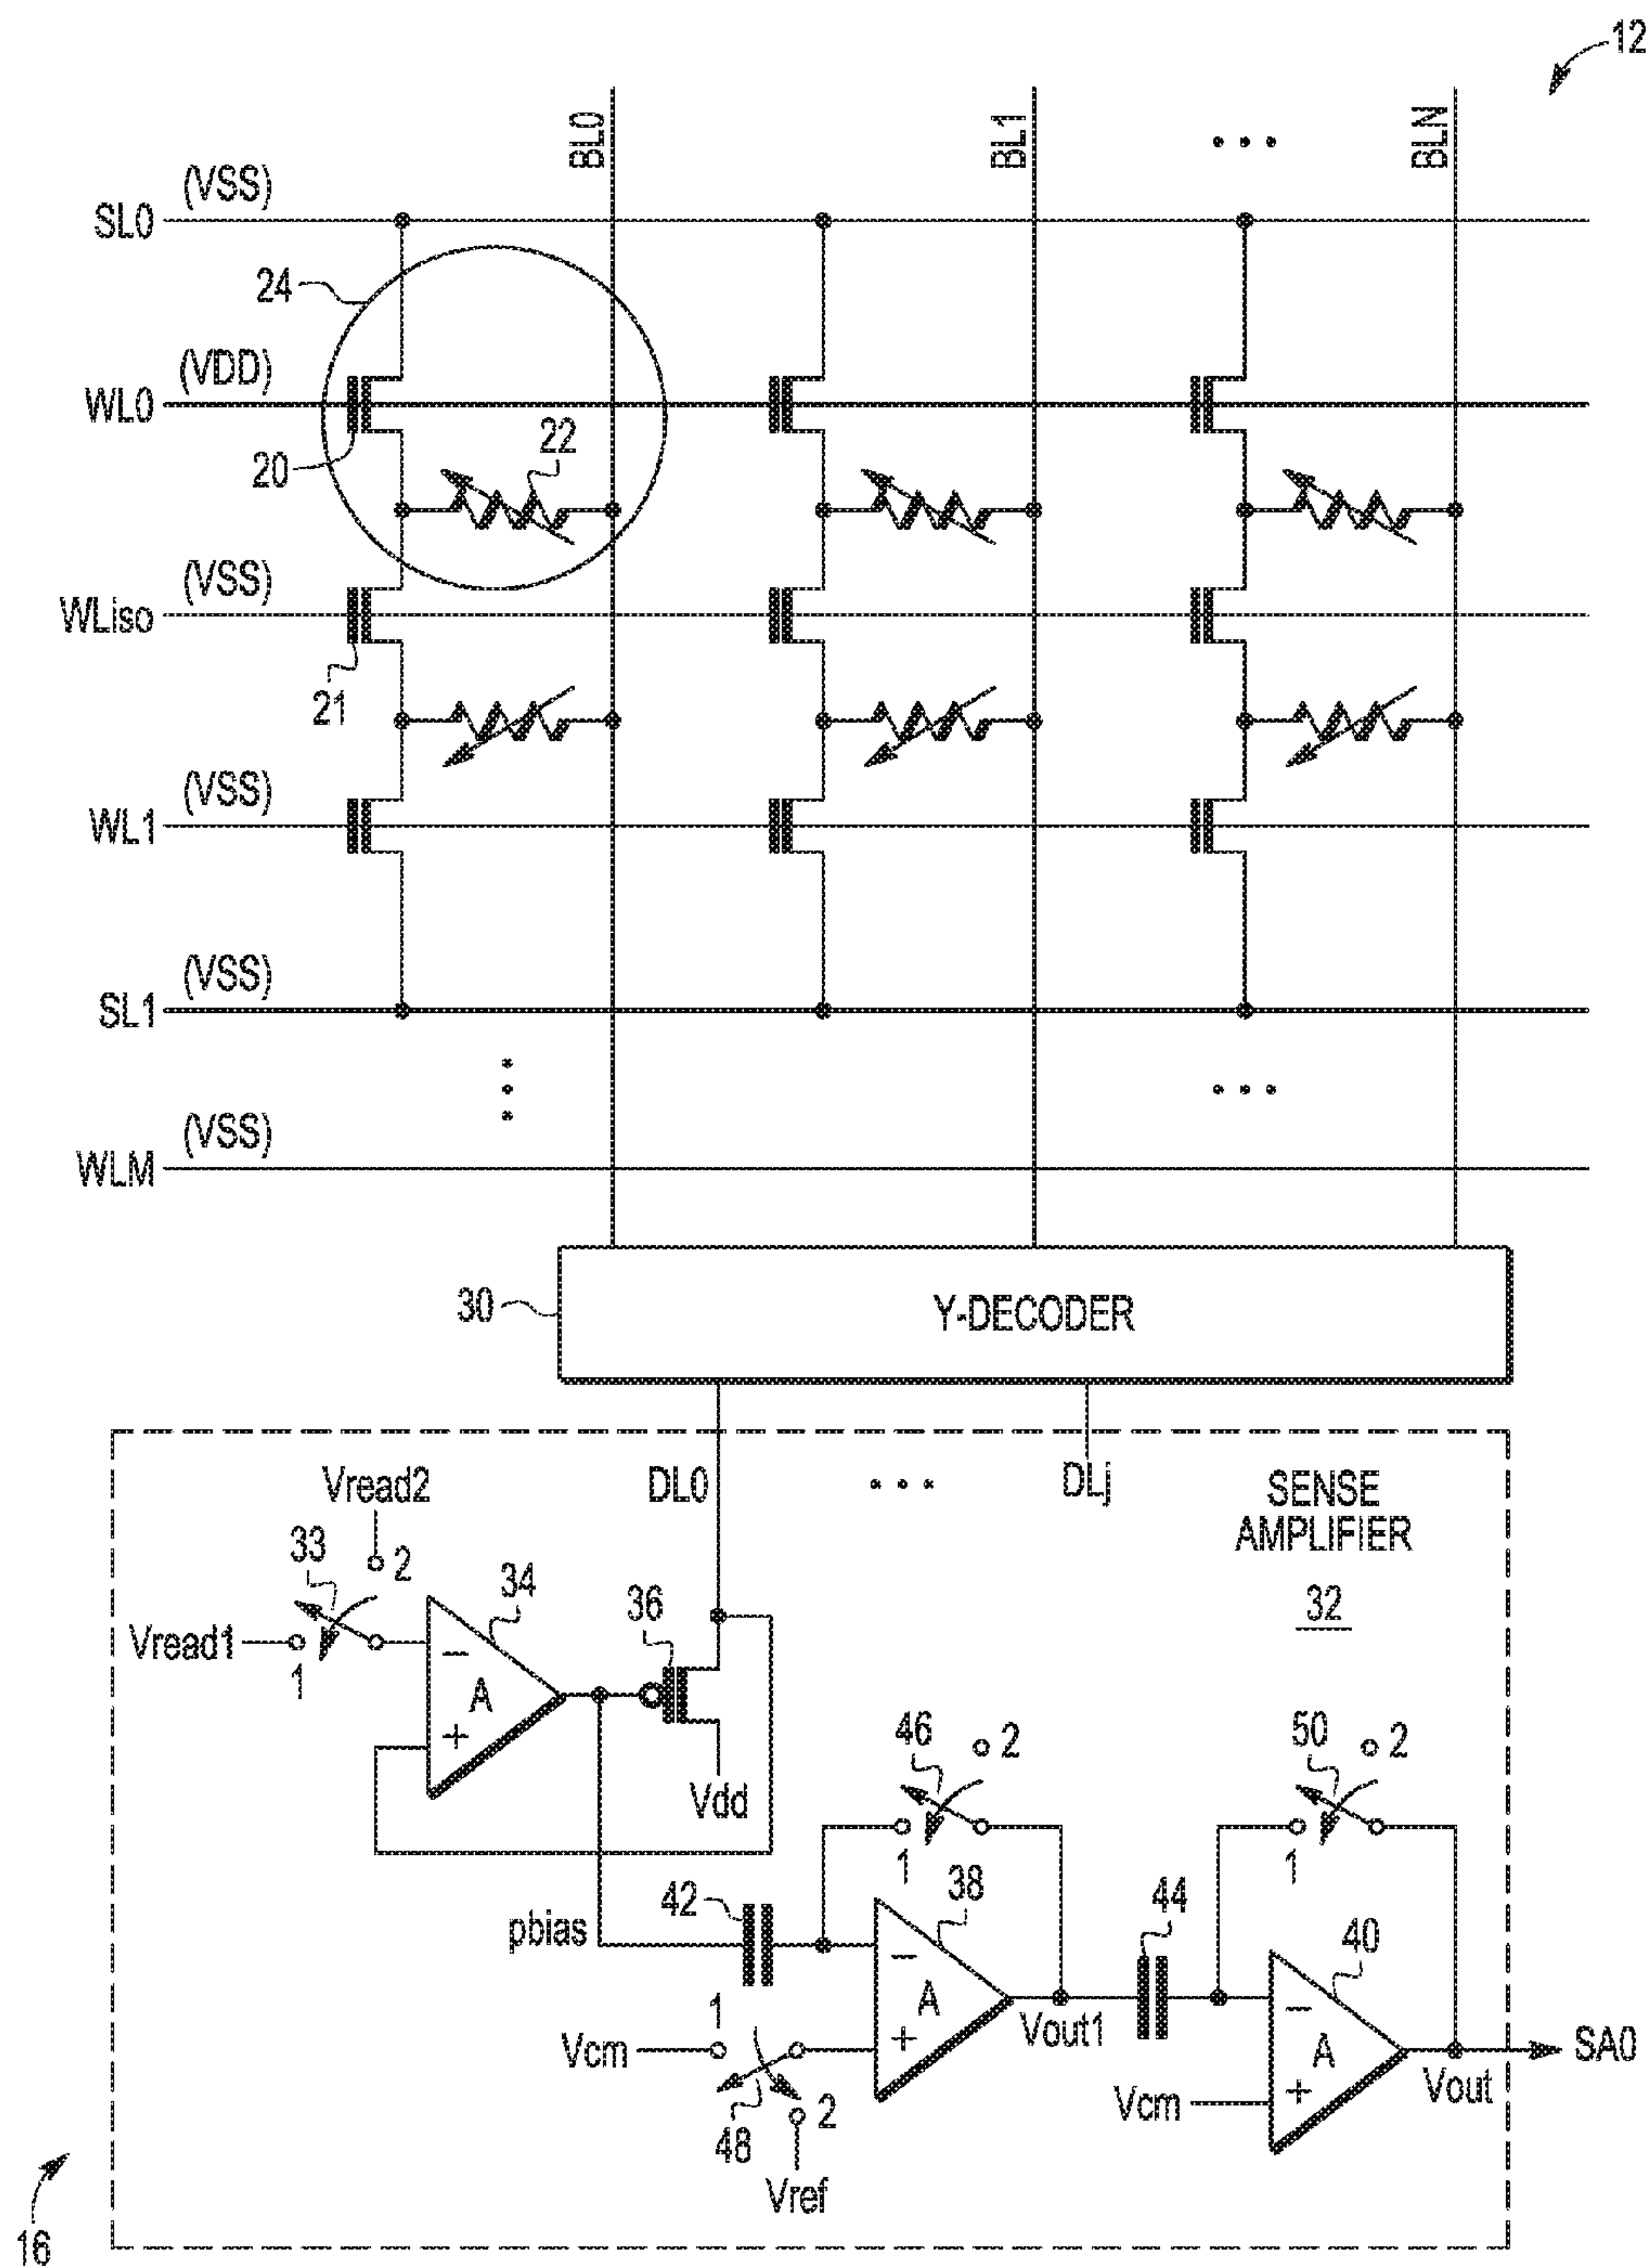 12
BL0
BL1
BLN
(VSS)
SL0
24
(VDD)
WL0
20
22
(VSS)
WLiso
21
(VSS)
WL1
(VSS)
SL1
(VSS)
WLM
30
Y-DECODER
Vread2
DL0
DLj
SENSE
AMPLIFIER
32
33
2
34
36
Vread1
1
−
A
+
Vdd
46
2
50
2
1
1
42
38
44
40
pbias
−
A
+
Vout1
−
A
+
1
Vcm
2
48
Vref
Vcm
Vout
SA0
16